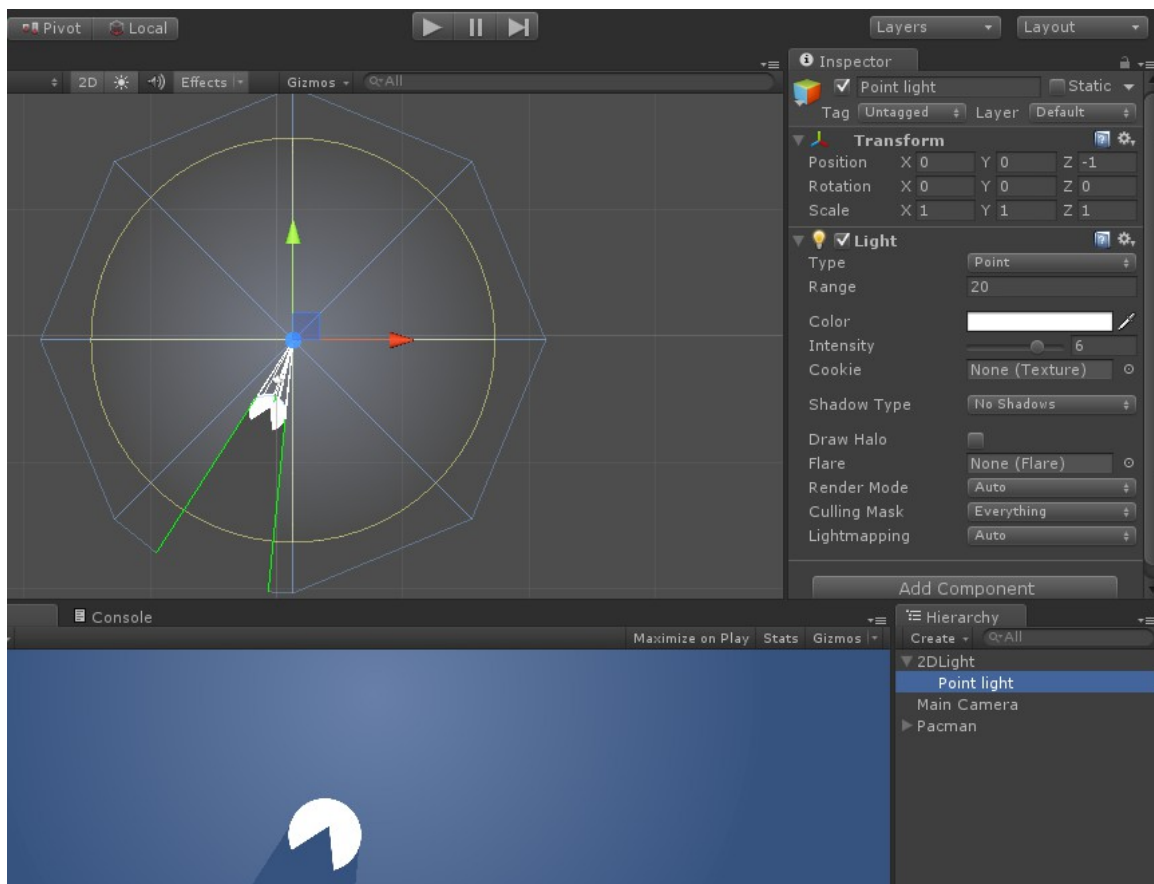 Pivot Local Layers Layout
2D Effects Gizmos All
Inspector
Point light Static
Tag Untagged Layer Default
Transform
Position X 0 Y 0 Z -1
Rotation X 0 Y 0 Z 0
Scale X 1 Y 1 Z 1
Light
Type Point
Range 20
Color
Intensity 6
Cookie None (Texture)
Shadow Type No Shadows
Draw Halo
Flare None (Flare)
Render Mode Auto
Culling Mask Everything
Lightmapping Auto
Add Component
Console
Maximize on Play Stats Gizmos
Hierarchy
Create All
2DLight
Point light
Main Camera
Pacman